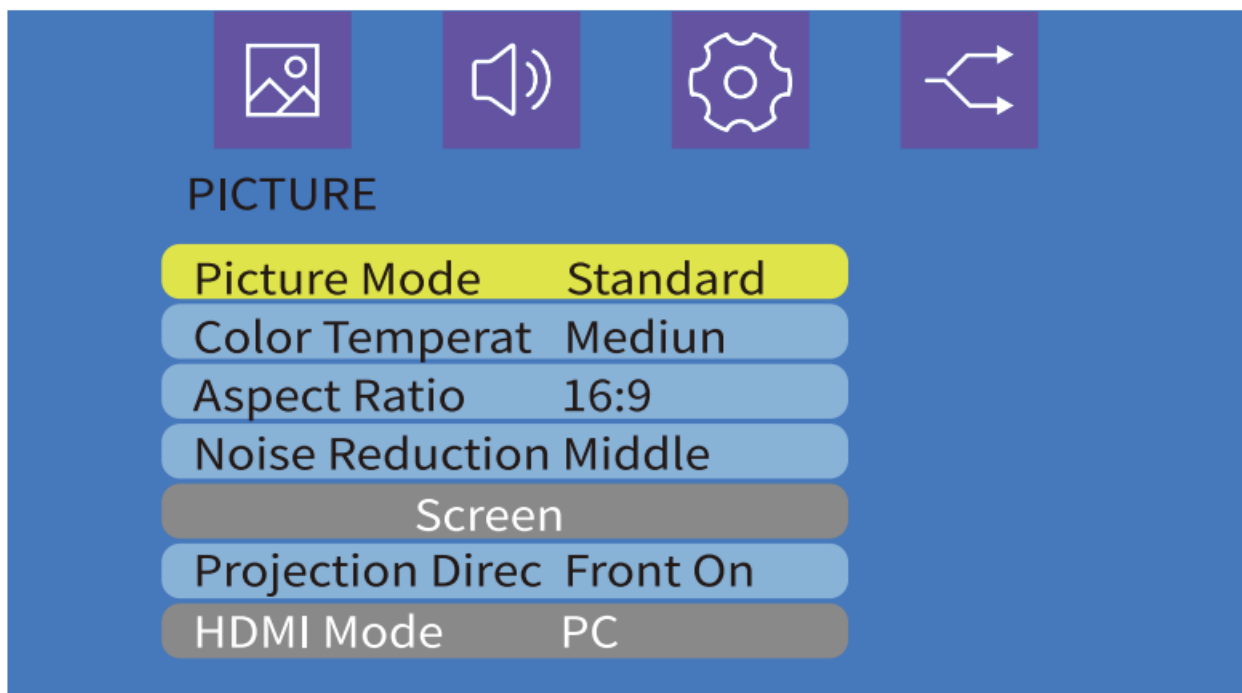 PICTURE
Picture Mode Standard
Color Temperat Mediun
Aspect Ratio 16:9
Noise Reduction Middle
Screen
Projection Direc Front On
HDMI Mode PC